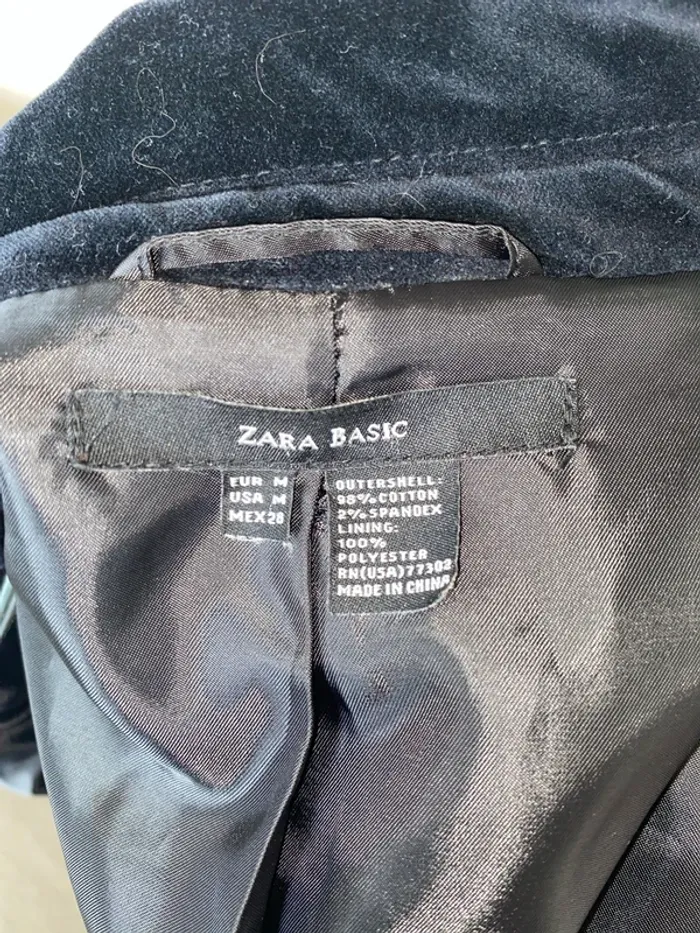 ZARA BASIC
EUR M
USA M
MEX 28
OUTERSHELL:
98% COTTON
2% SPANDEX
LINING:
100%
POLYESTER
RN(USA)77302
MADE IN CHINA